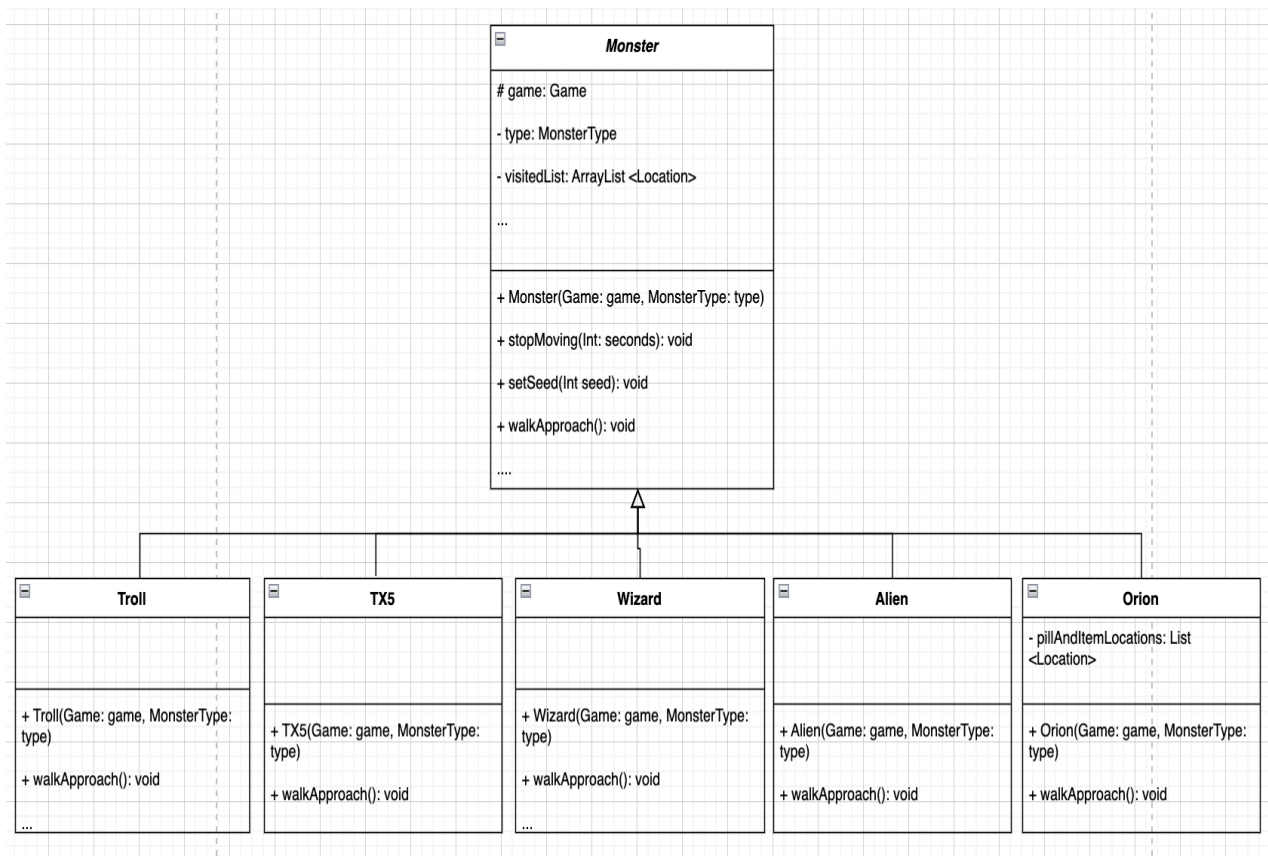 Monster
# game: Game
- type: MonsterType
- visitedList: ArrayList <Location>
...
+ Monster(Game: game, MonsterType: type)
+ stopMoving(Int: seconds): void
+ setSeed(Int seed): void
+ walkApproach(): void
....
Troll
+ Troll(Game: game, MonsterType:
type)
+ walkApproach(): void
...
TX5
+ TX5(Game: game, MonsterType:
type)
+ walkApproach(): void
Wizard
+ Wizard(Game: game, MonsterType:
type)
+ walkApproach(): void
...
Alien
+ Alien(Game: game, MonsterType:
type)
+ walkApproach(): void
Orion
- pillAndItemLocations: List
<Location>
+ Orion(Game: game, MonsterType:
type)
+ walkApproach(): void